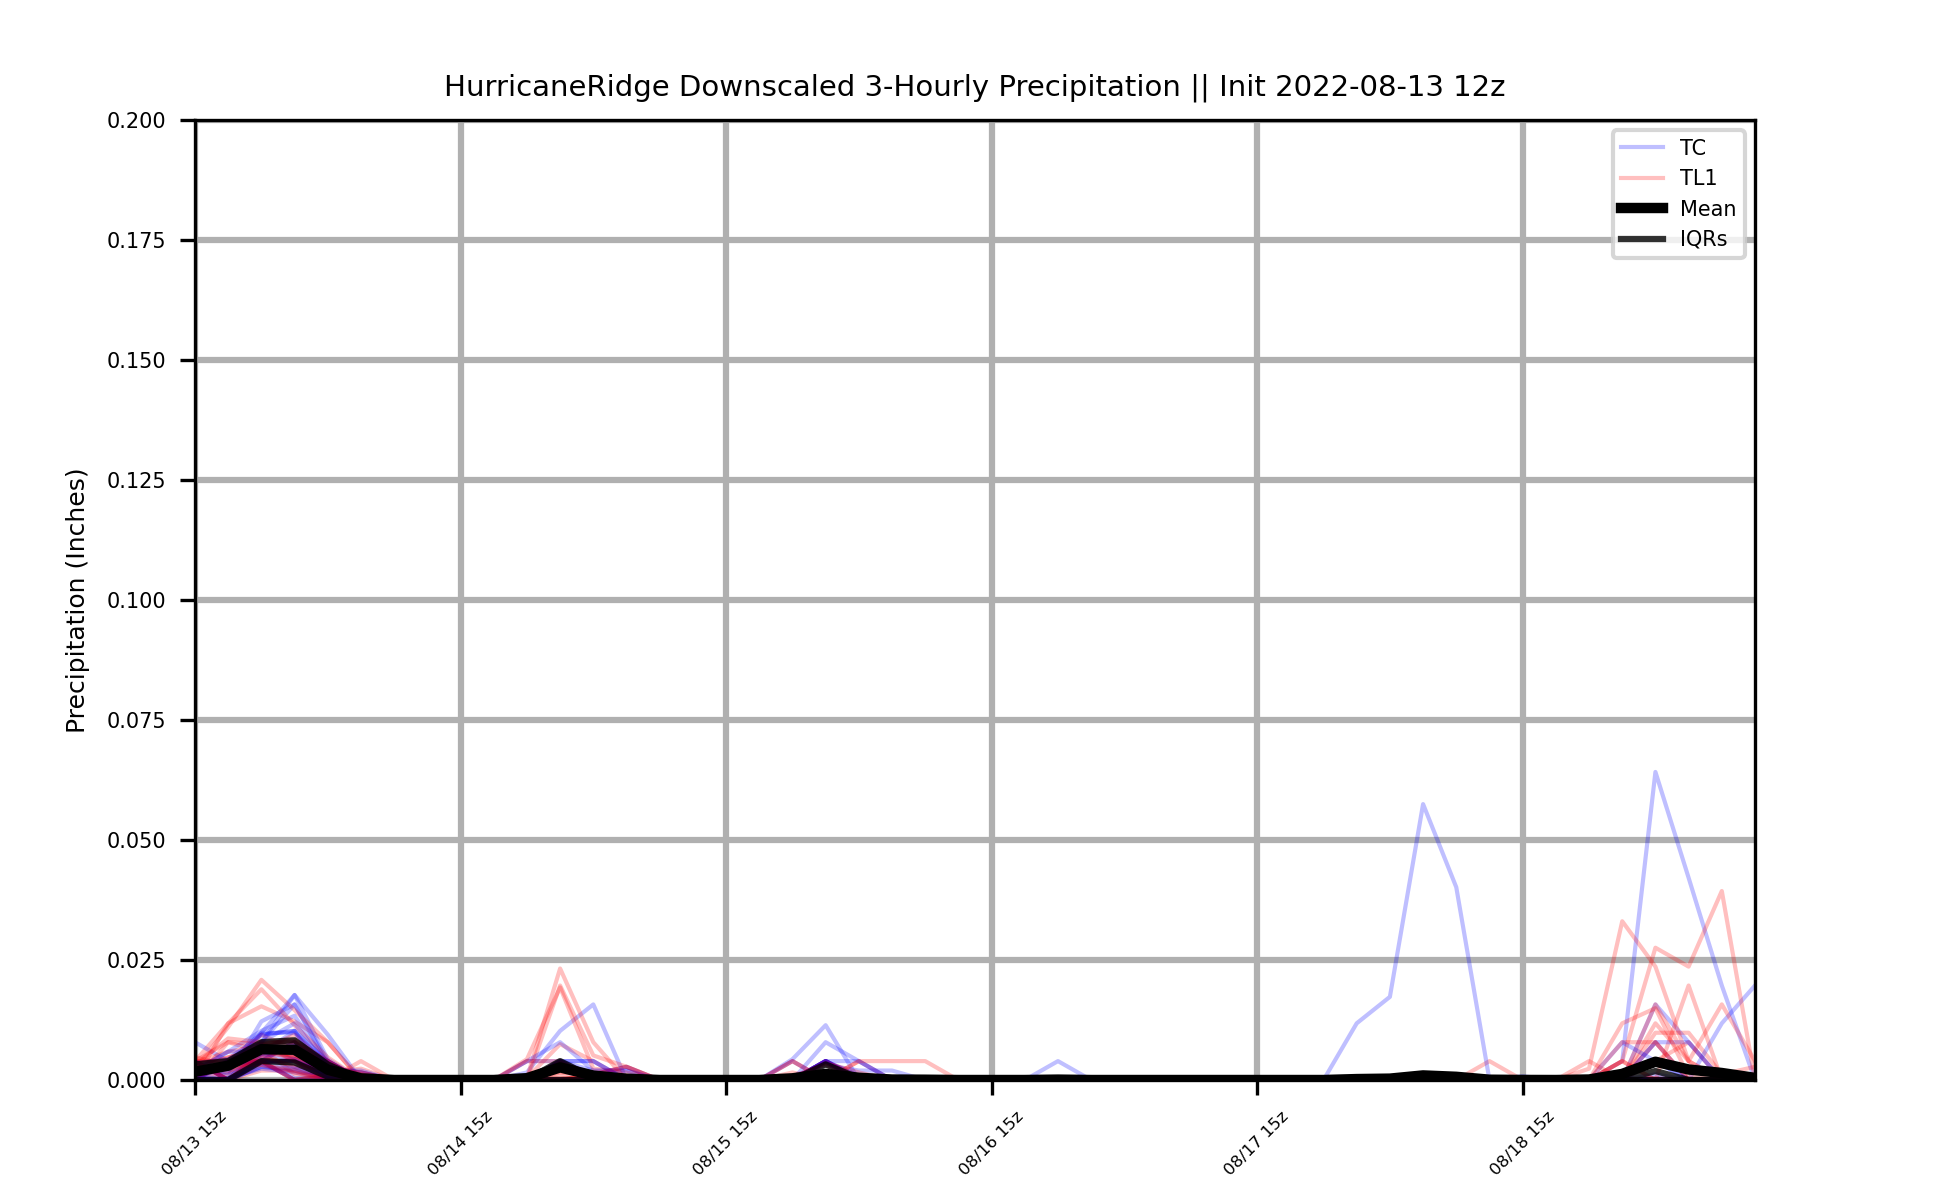 HurricaneRidge Downscaled 3-Hourly Precipitation || Init 2022-08-13 12z
0.200
0.175
0.150
0.125
0.100
0.075
0.050
0.025
0.000
Precipitation (Inches)
TC
TL1
Mean
IQRs
08/13 15z
08/14 15z
08/15 15z
08/16 15z
08/17 15z
08/18 15z